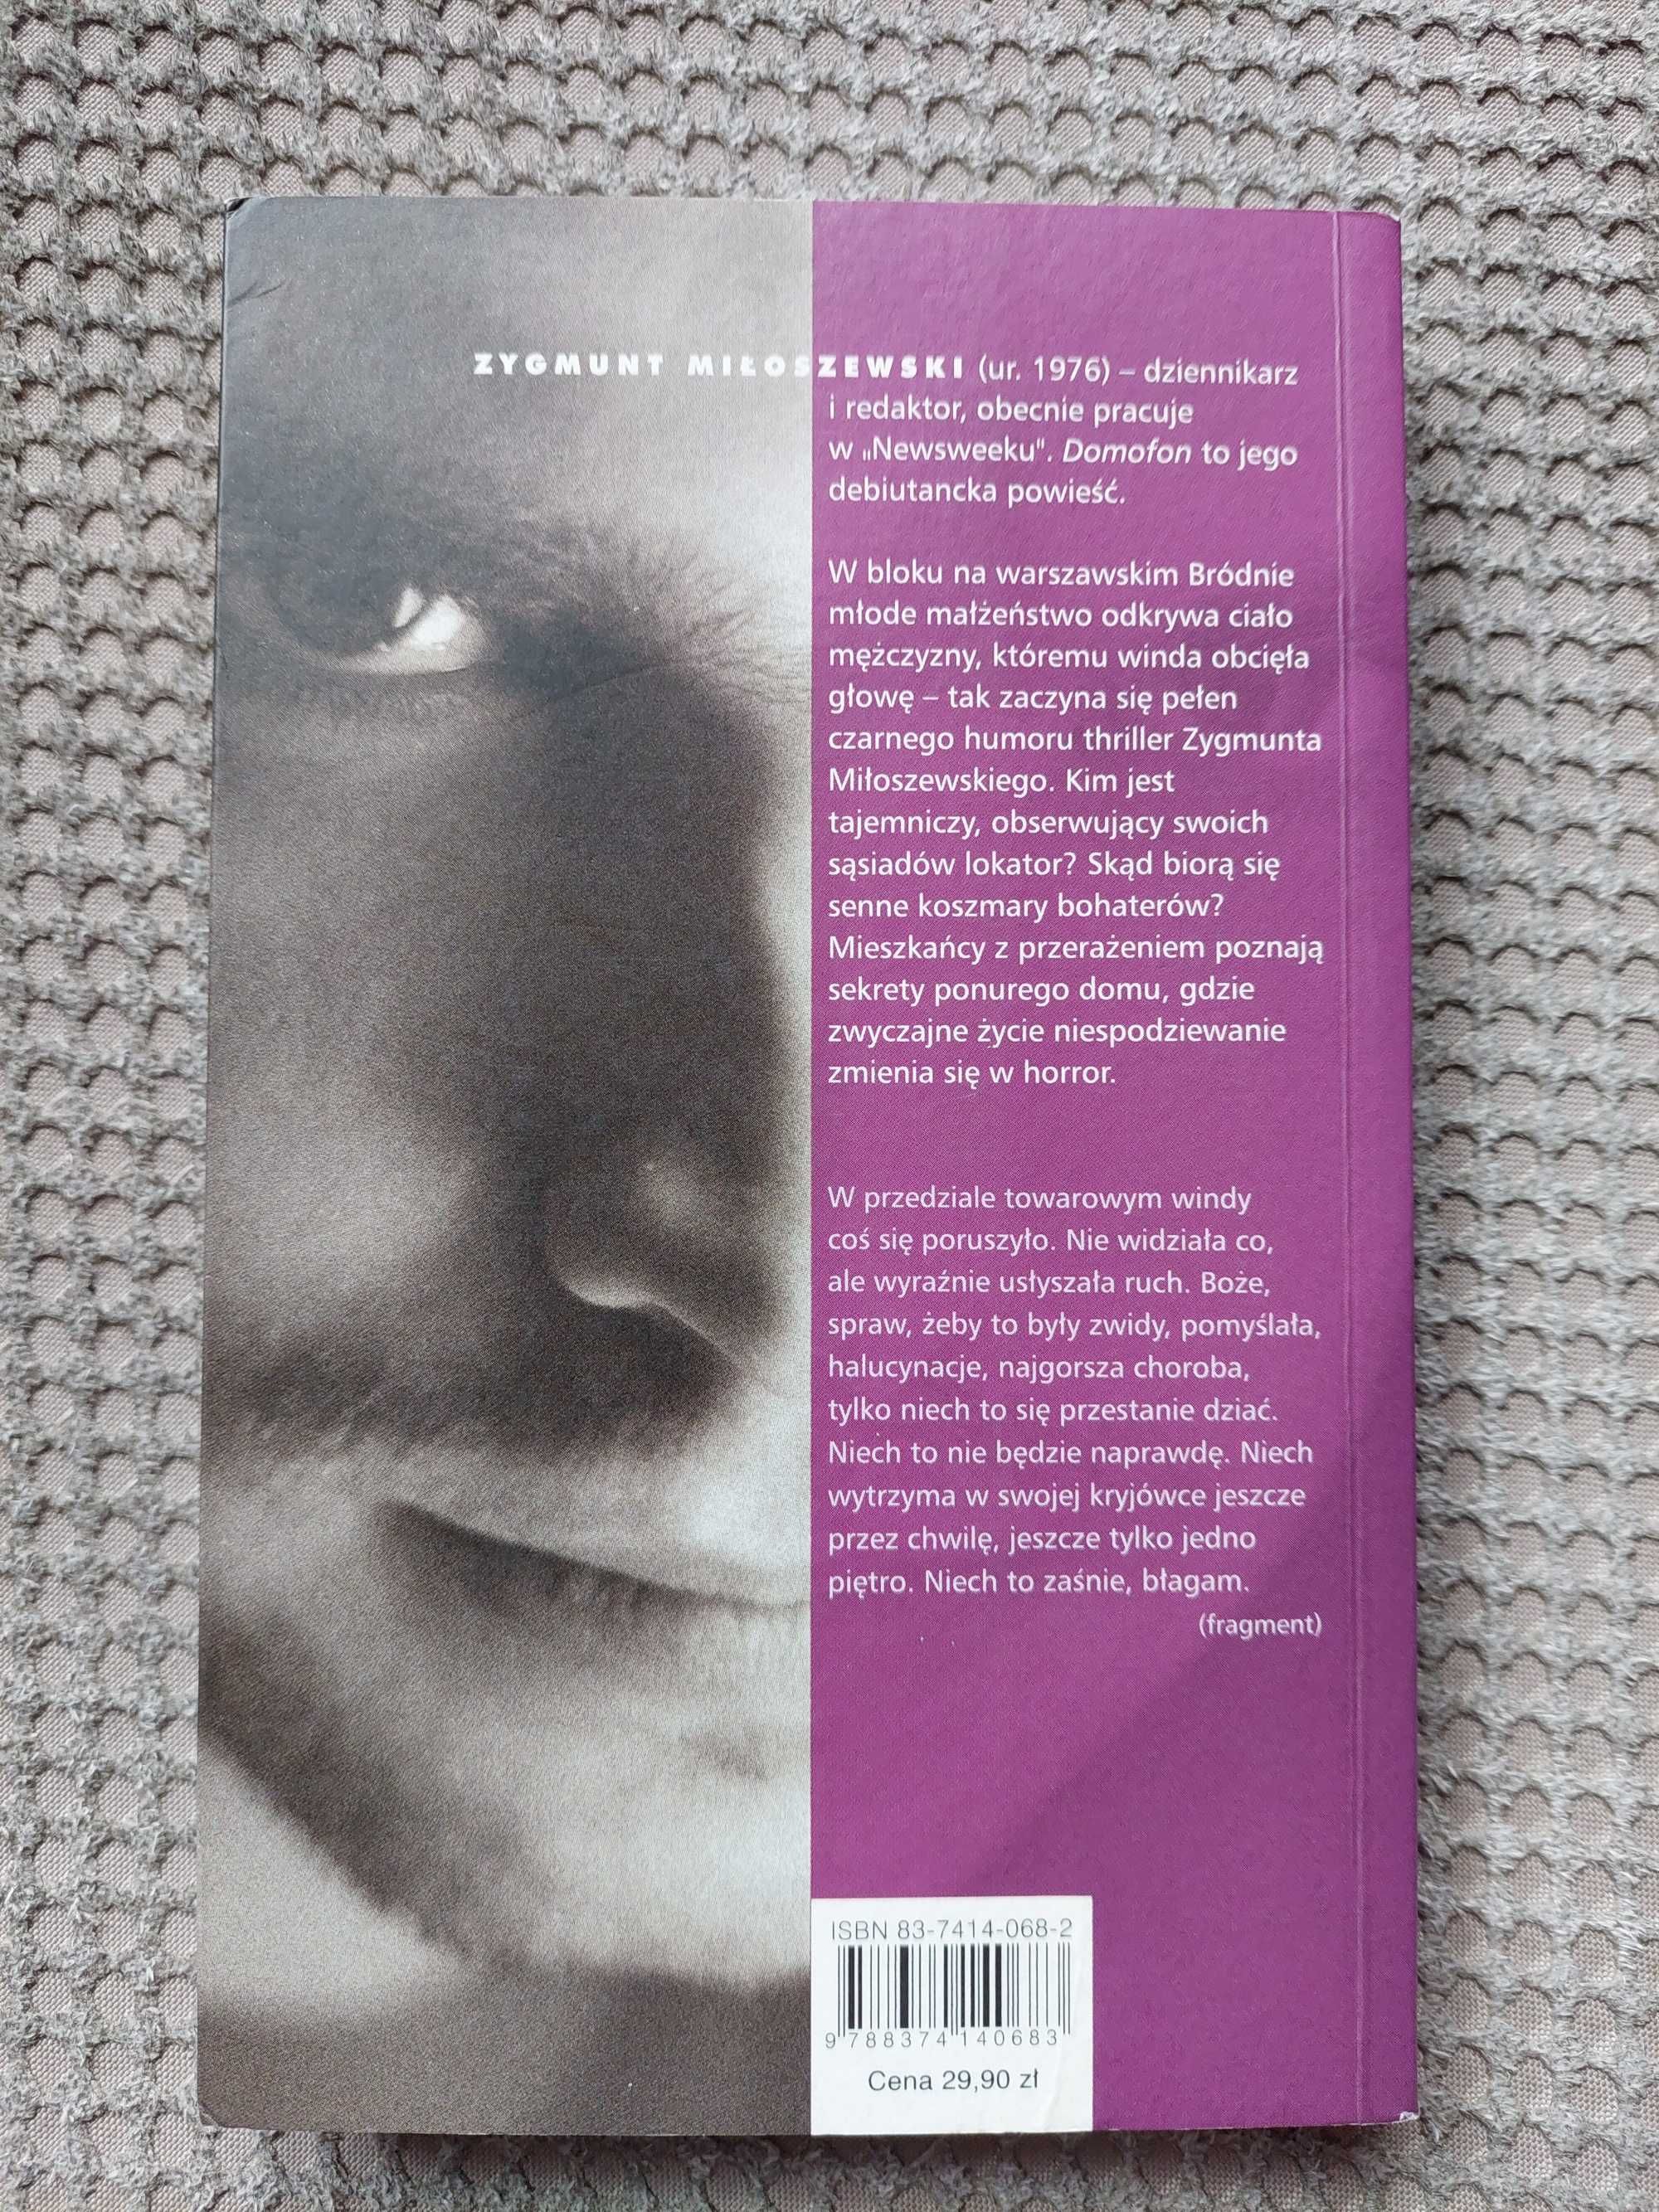 ZYGMUNT MIŁOSZEWSKI (ur. 1976) – dziennikarz
i redaktor, obecnie pracuje
w „Newsweeku". Domofon to jego
debiutancka powieść.
W bloku na warszawskim Bródnie
młode małżeństwo odkrywa ciało
mężczyzny, któremu winda obcięła
głowę – tak zaczyna się pełen
czarnego humoru thriller Zygmunta
Miłoszewskiego. Kim jest
tajemniczy, obserwujący swoich
sąsiadów lokator? Skąd biorą się
senne koszmary bohaterów?
Mieszkańcy z przerażeniem poznają
sekrety ponurego domu, gdzie
zwyczajne życie niespodziewanie
zmienia się w horror.
W przedziale towarowym windy
coś się poruszyło. Nie widziała co,
ale wyraźnie usłyszała ruch. Boże,
spraw, żeby to były zwidy, pomyślała,
halucynacje, najgorsza choroba,
tylko niech to się przestanie dziać.
Niech to nie będzie naprawdę. Niech
wytrzyma w swojej kryjówce jeszcze
przez chwilę, jeszcze tylko jedno
piętro. Niech to zaśnie, błagam.
(fragment)
ISBN 83-7414-068-2
9 788374 140683
Cena 29,90 zł